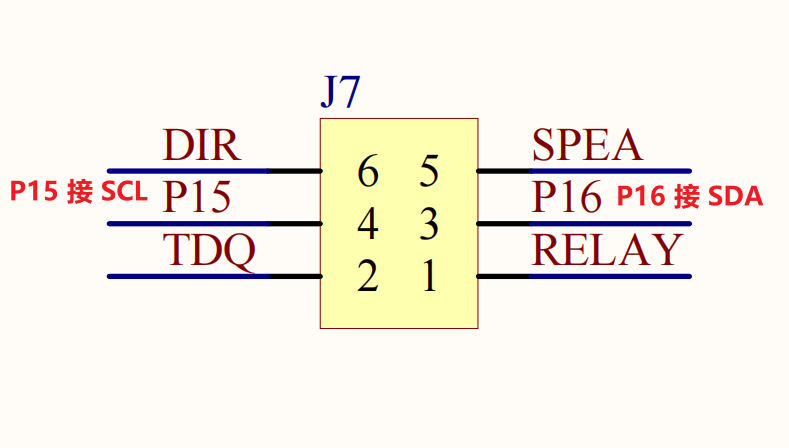 J7
DIR 6 5 SPEA
P15 接 SCL P15 4 3 P16 P16 接 SDA
TDQ 2 1 RELAY